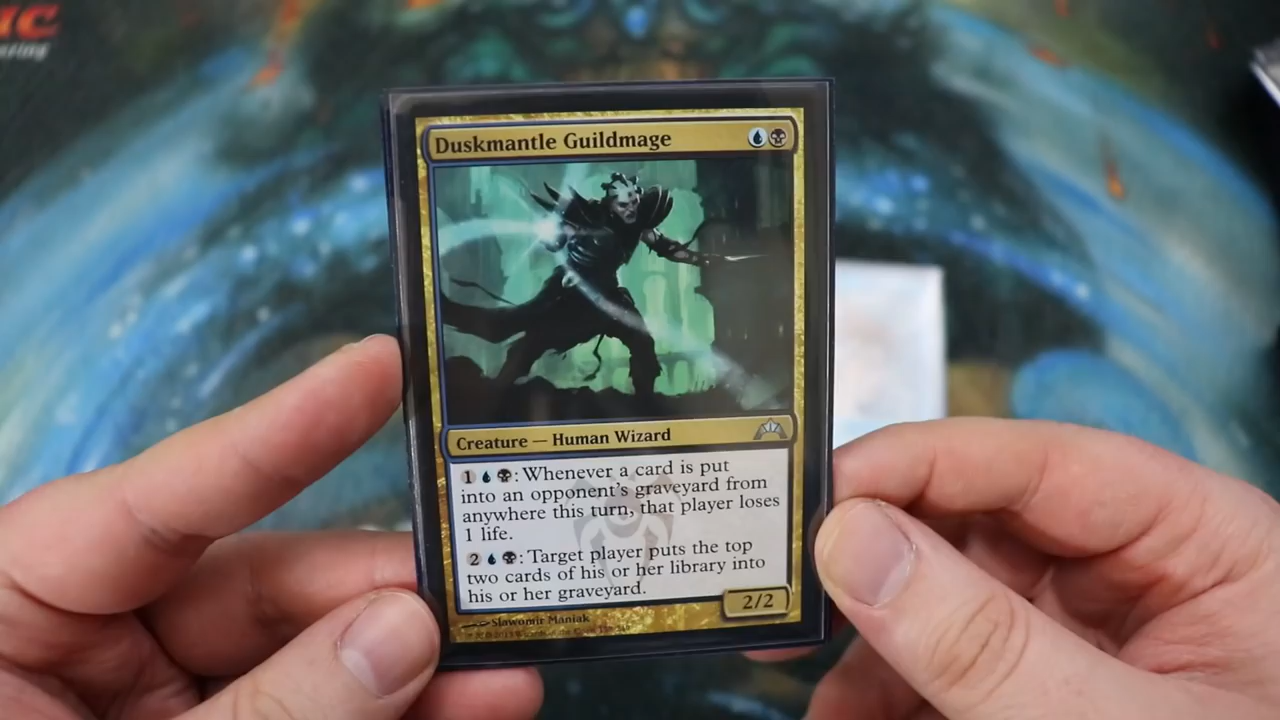 Duskmantle Guildmage
Creature — Human Wizard
1 : Whenever a card is put
into an opponent's graveyard from
anywhere this turn, that player loses
1 life.
2 : Target player puts the top
two cards of his or her library into
his or her graveyard.
2/2
Slawomir Maniak